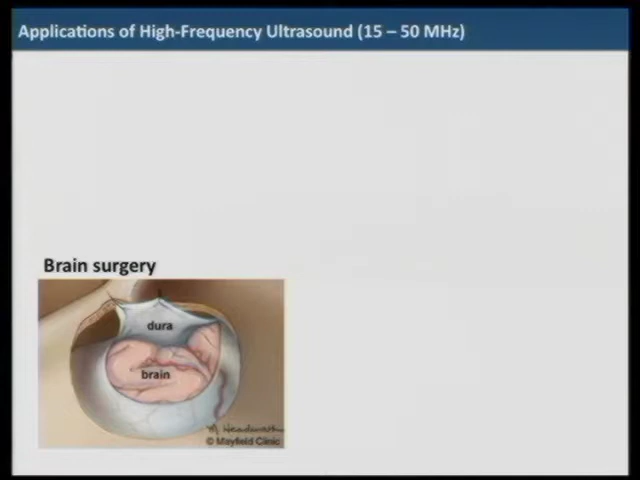 Applications of High-Frequency Ultrasound (15 – 50 MHz)
Brain surgery
dura
brain
© Mayfield Clinic